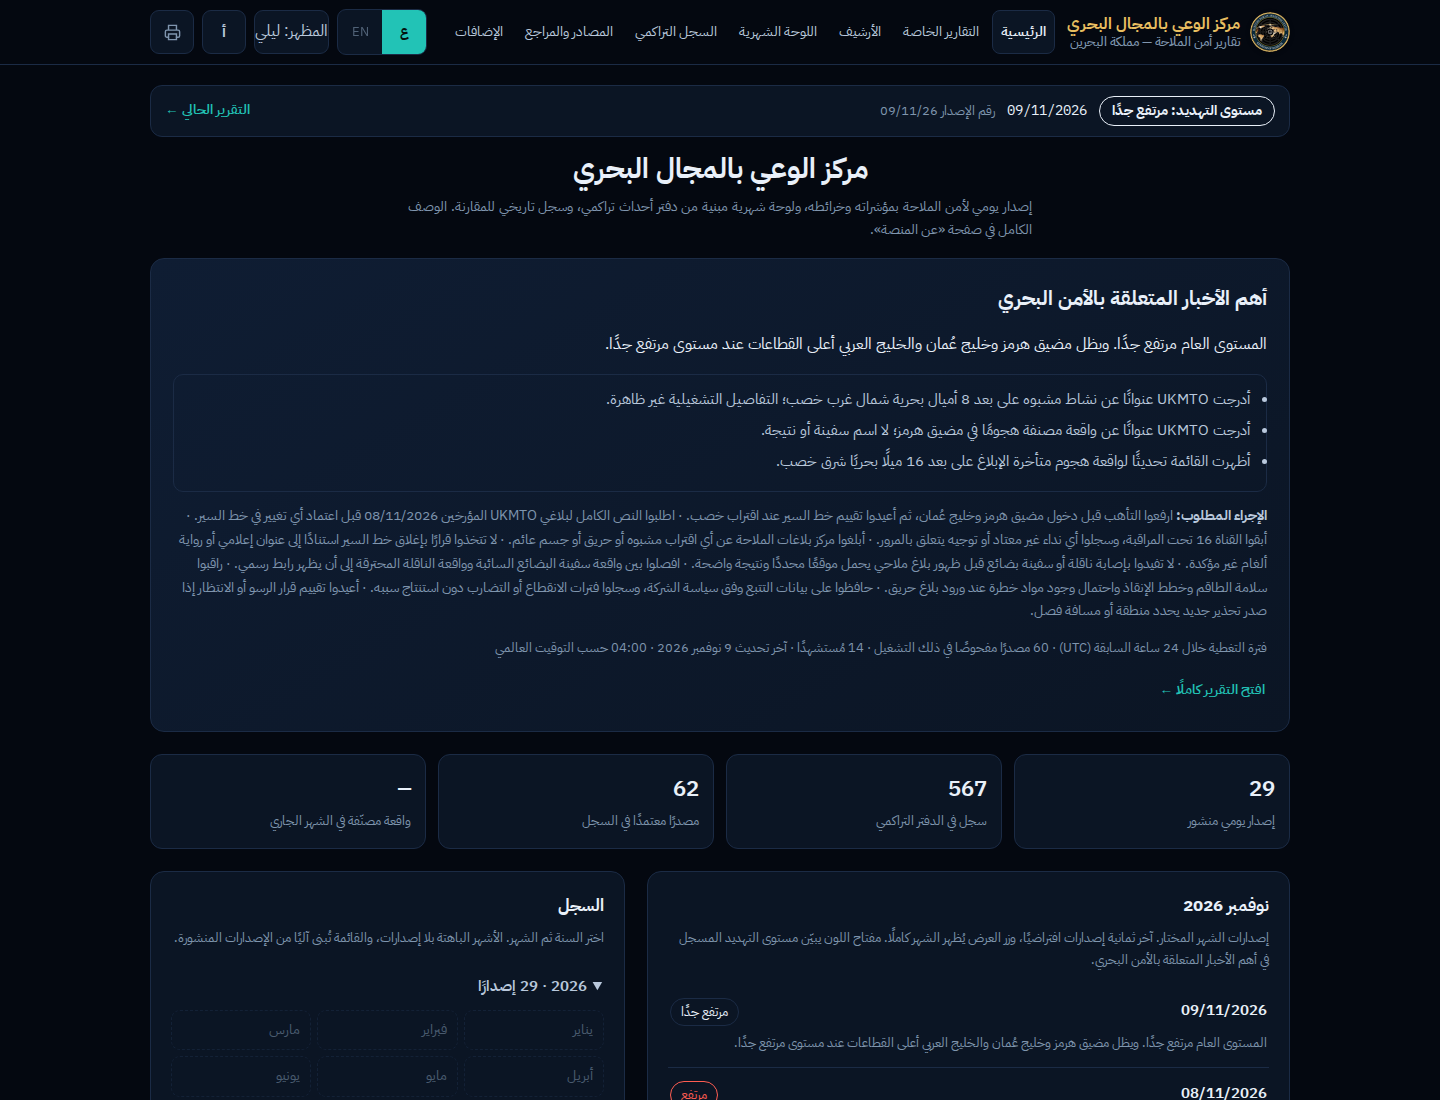 مركز الوعي بالمجال البحري
تقارير أمن الملاحة — مملكة البحرين
الرئيسية
التقارير الخاصة
الأرشيف
اللوحة الشهرية
السجل التراكمي
المصادر والمراجع
الإضافات
ع
EN
المظهر: ليلي
أ
مستوى التهديد: مرتفع جدًا
09/11/2026
رقم الإصدار 09/11/26
التقرير الحالي ←
مركز الوعي بالمجال البحري
إصدار يومي لأمن الملاحة بمؤشراته وخرائطه، ولوحة شهرية مبنية من دفتر أحداث تراكمي، وسجل تاريخي للمقارنة. الوصف
الكامل في صفحة «عن المنصة».
أهم الأخبار المتعلقة بالأمن البحري
المستوى العام مرتفع جدًا. ويظل مضيق هرمز وخليج عُمان والخليج العربي أعلى القطاعات عند مستوى مرتفع جدًا.
• أدرجت UKMTO عنوانًا عن نشاط مشبوه على بعد 8 أميال بحرية شمال غرب خصب؛ التفاصيل التشغيلية غير ظاهرة.
• أدرجت UKMTO عنوانًا عن واقعة مصنفة هجومًا في مضيق هرمز؛ لا اسم سفينة أو نتيجة.
• أظهرت القائمة تحديثًا لواقعة هجوم متأخرة الإبلاغ على بعد 16 ميلًا بحريًا شرق خصب.
الإجراء المطلوب: ارفعوا التأهب قبل دخول مضيق هرمز وخليج عُمان، ثم أعيدوا تقييم خط السير عند اقتراب خصب. · اطلبوا النص الكامل لبلاغي UKMTO المؤرخين 08/11/2026 قبل اعتماد أي تغيير في خط السير. ·
أبقوا القناة 16 تحت المراقبة، وسجلوا أي نداء غير معتاد أو توجيه يتعلق بالمرور. · أبلغوا مركز بلاغات الملاحة عن أي اقتراب مشبوه أو حريق أو جسم عائم. · لا تتخذوا قرارًا بإغلاق خط السير استنادًا إلى عنوان إعلامي أو رواية
ألغام غير مؤكدة. · لا تفيدوا بإصابة ناقلة أو سفينة بضائع قبل ظهور بلاغ ملاحي يحمل موقعًا محددًا ونتيجة واضحة. · افصلوا بين واقعة سفينة البضائع السائبة وواقعة الناقلة المحترقة إلى أن يظهر رابط رسمي. · راقبوا
سلامة الطاقم وخطط الإنقاذ واحتمال وجود مواد خطرة عند ورود بلاغ حريق. · حافظوا على بيانات التتبع وفق سياسة الشركة، وسجلوا فترات الانقطاع أو التضارب دون استنتاج سببه. · أعيدوا تقييم قرار الرسو أو الانتظار إذا
صدر تحذير جديد يحدد منطقة أو مسافة فصل.
فترة التغطية خلال 24 ساعة السابقة (UTC) · 60 مصدرًا مفحوصًا في ذلك التشغيل · 14 مُستشهدًا · آخر تحديث 9 نوفمبر 2026 · 04:00 حسب التوقيت العالمي
افتح التقرير كاملًا ←
29
إصدار يومي منشور
567
سجل في الدفتر التراكمي
62
مصدرًا معتمدًا في السجل
—
واقعة مصنّفة في الشهر الجاري
نوفمبر 2026
إصدارات الشهر المختار. آخر ثمانية إصدارات افتراضيًا، وزر العرض يُظهر الشهر كاملًا. مفتاح اللون يبيّن مستوى التهديد المسجل
في أهم الأخبار المتعلقة بالأمن البحري.
09/11/2026
مرتفع جدًا
المستوى العام مرتفع جدًا. ويظل مضيق هرمز وخليج عُمان والخليج العربي أعلى القطاعات عند مستوى مرتفع جدًا.
08/11/2026
مرتفع
السجل
اختر السنة ثم الشهر. الأشهر الباهتة بلا إصدارات، والقائمة تُبنى آليًا من الإصدارات المنشورة.
▼ 2026 · 29 إصدارًا
يناير
فبراير
مارس
أبريل
مايو
يونيو